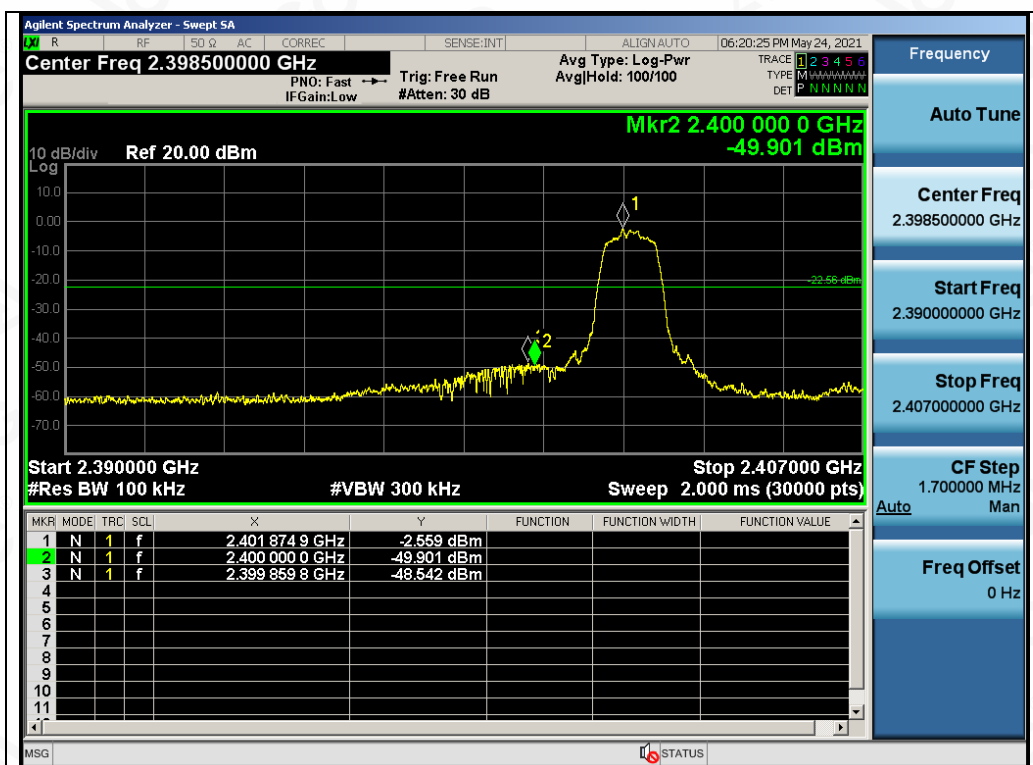 Agilent Spectrum Analyzer - Swept SA
LXI R RF 50 Ω AC CORREC SENSE:INT ALIGN AUTO 06:20:25 PM May 24, 2021
Center Freq 2.398500000 GHz
PNO: Fast
IFGain:Low
Trig: Free Run
#Atten: 30 dB
Avg Type: Log-Pwr
Avg|Hold: 100/100
TRACE 1 2 3 4 5 6
TYPE M
DET P N N N N N
Mkr2 2.400 000 0 GHz
-49.901 dBm
10 dB/div Ref 20.00 dBm
Log
10.0
0.00
-10.0
-20.0
-30.0
-40.0
-50.0
-60.0
-70.0
1
-22.56 dBm
2
Start 2.390000 GHz Stop 2.407000 GHz
#Res BW 100 kHz #VBW 300 kHz Sweep 2.000 ms (30000 pts)
MKR MODE TRC SCL X Y FUNCTION FUNCTION WIDTH FUNCTION VALUE
1 N 1 f 2.401 874 9 GHz -2.559 dBm
2 N 1 f 2.400 000 0 GHz -49.901 dBm
3 N 1 f 2.399 859 8 GHz -48.542 dBm
4
5
6
7
8
9
10
11
MSG STATUS
Frequency
Auto Tune
Center Freq
2.398500000 GHz
Start Freq
2.390000000 GHz
Stop Freq
2.407000000 GHz
CF Step
1.700000 MHz
Auto Man
Freq Offset
0 Hz